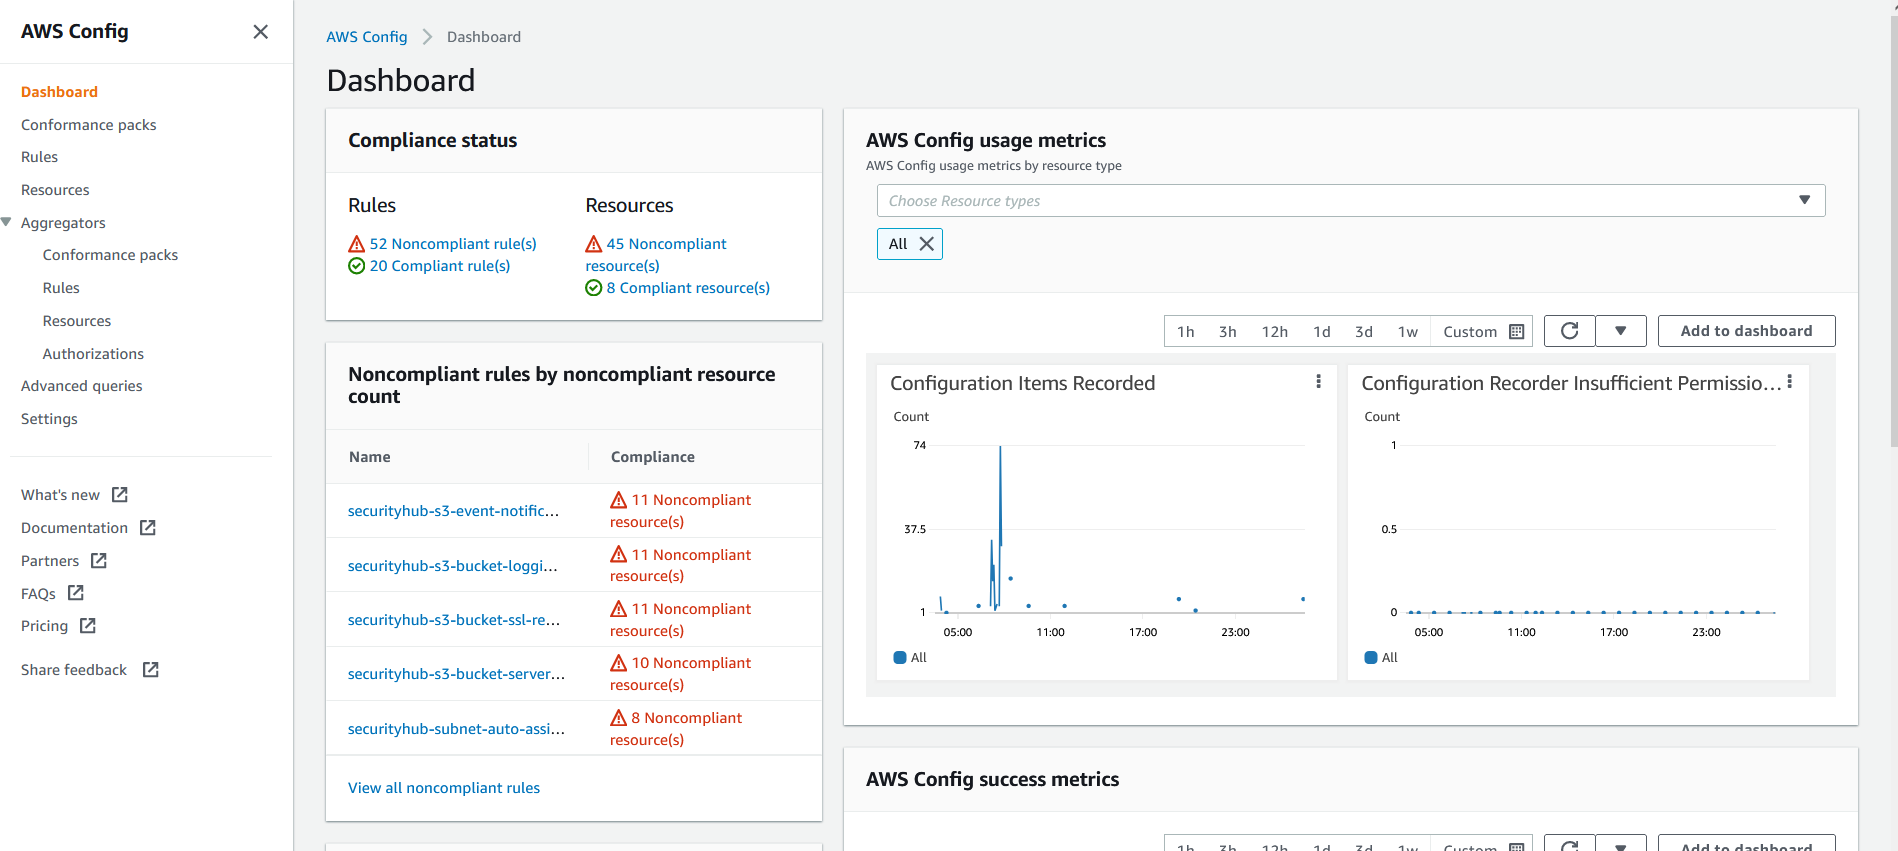 AWS Config
Dashboard
Conformance packs
Rules
Resources
Aggregators
Conformance packs
Rules
Resources
Authorizations
Advanced queries
Settings
What's new
Documentation
Partners
FAQs
Pricing
Share feedback
AWS Config > Dashboard
Dashboard
Compliance status
Rules
52 Noncompliant rule(s)
20 Compliant rule(s)
Resources
45 Noncompliant
resource(s)
8 Compliant resource(s)
Noncompliant rules by noncompliant resource
count
Name Compliance
securityhub-s3-event-notific... 11 Noncompliant
resource(s)
securityhub-s3-bucket-loggi... 11 Noncompliant
resource(s)
securityhub-s3-bucket-ssl-re... 11 Noncompliant
resource(s)
securityhub-s3-bucket-server... 10 Noncompliant
resource(s)
securityhub-subnet-auto-assi... 8 Noncompliant
resource(s)
View all noncompliant rules
AWS Config usage metrics
AWS Config usage metrics by resource type
Choose Resource types
All
1h 3h 12h 1d 3d 1w Custom Add to dashboard
Configuration Items Recorded
Count
74
37.5
1
05:00 11:00 17:00 23:00
All
Configuration Recorder Insufficient Permissio...
Count
1
0.5
0
05:00 11:00 17:00 23:00
All
AWS Config success metrics
1h 3h 12h 1d 3d 1w Custom Add to dashboard